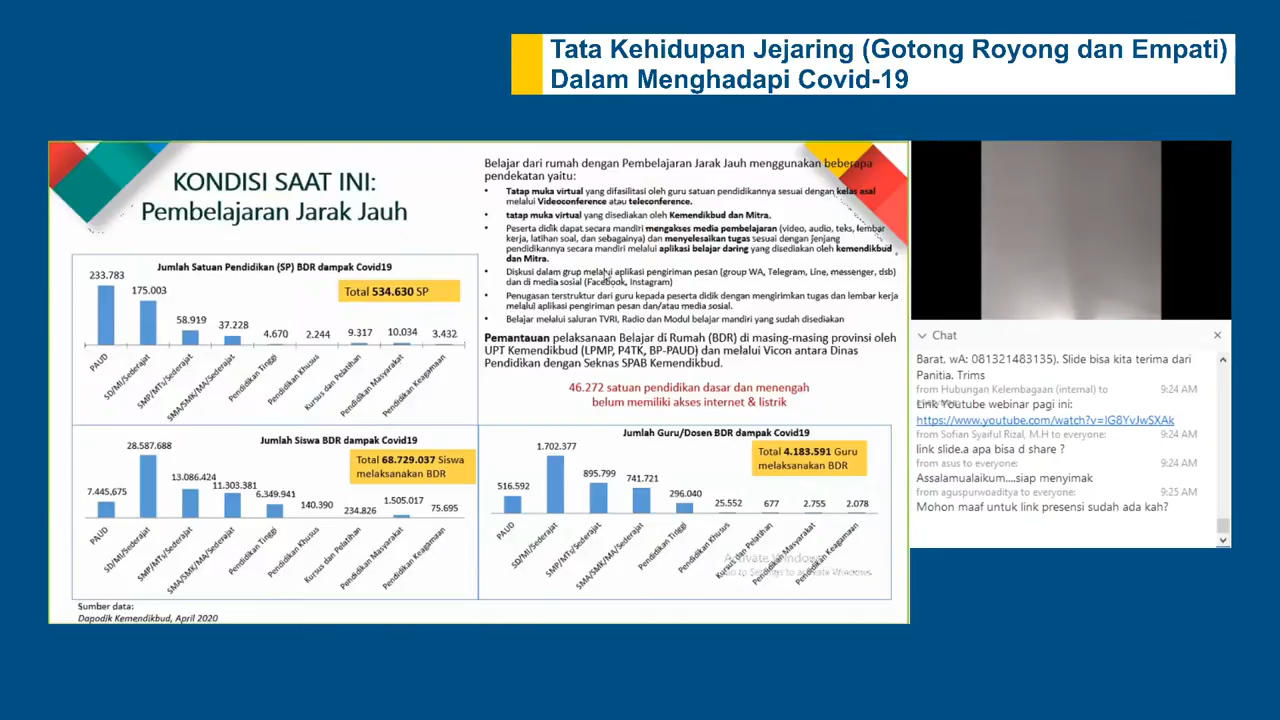 Tata Kehidupan Jejaring (Gotong Royong dan Empati)
Dalam Menghadapi Covid-19
KONDISI SAAT INI:
Pembelajaran Jarak Jauh
Belajar dari rumah dengan Pembelajaran Jarak Jauh menggunakan beberapa
pendekatan yaitu:
• Tatap muka virtual yang difasilitasi oleh guru satuan pendidikannya sesuai dengan kelas asal
melalui Videoconference atau teleconference.
• tatap muka virtual yang disediakan oleh Kemendikbud dan Mitra.
• Peserta didik dapat secara mandiri mengakses media pembelajaran (video, audio, teks, lembar
kerja, latihan soal, dan sebagainya) dan menyelesaikan tugas sesuai dengan jenjang
pendidikannya secara mandiri melalui aplikasi belajar daring yang disediakan oleh kemendikbud
dan Mitra.
• Diskusi dalam grup melalui aplikasi pengiriman pesan (group WA, Telegram, Line, messenger, dsb)
dan di media sosial (Facebook, Instagram)
• Penugasan terstruktur dari guru kepada peserta didik dengan mengirimkan tugas dan lembar kerja
melalui aplikasi pengiriman pesan dan/atau media sosial.
• Belajar melalui saluran TVRI, Radio dan Modul belajar mandiri yang sudah disediakan
Pemantauan pelaksanaan Belajar di Rumah (BDR) di masing-masing provinsi oleh
UPT Kemendikbud (LPMP, P4TK, BP-PAUD) dan melalui Vicon antara Dinas
Pendidikan dengan Seknas SPAB Kemendikbud.
46.272 satuan pendidikan dasar dan menengah
belum memiliki akses internet & listrik
Jumlah Satuan Pendidikan (SP) BDR dampak Covid19
Total 534.630 SP
233.783
175.003
58.919
37.228
4.670
2.244
9.317
10.034
3.432
PAUD
SD/MI/Sederajat
SMP/MTs/Sederajat
SMA/SMK/MA/Sederajat
Pendidikan Tinggi
Pendidikan Khusus
Kursus dan Pelatihan
Pendidikan Masyarakat
Pendidikan Keagamaan
Jumlah Siswa BDR dampak Covid19
Total 68.729.037 Siswa
melaksanakan BDR
7.445.675
28.587.688
13.086.424
11.303.381
6.349.941
140.390
234.826
1.505.017
75.695
PAUD
SD/MI/Sederajat
SMP/MTs/Sederajat
SMA/SMK/MA/Sederajat
Pendidikan Tinggi
Pendidikan Khusus
Kursus dan Pelatihan
Pendidikan Masyarakat
Pendidikan Keagamaan
Jumlah Guru/Dosen BDR dampak Covid19
Total 4.183.591 Guru
melaksanakan BDR
516.592
1.702.377
895.799
741.721
296.040
25.552
677
2.755
2.078
PAUD
SD/MI/Sederajat
SMP/MTs/Sederajat
SMA/SMK/MA/Sederajat
Pendidikan Tinggi
Pendidikan Khusus
Kursus dan Pelatihan
Pendidikan Masyarakat
Pendidikan Keagamaan
Activate Windows
Go to Settings to activate Windows.
Sumber data:
Dapodik Kemendikbud, April 2020
Chat
Barat, wA: 081321483135). Slide bisa kita terima dari
Panitia. Trims
from Hubungan Kelembagaan (internal) to 9:24 AM
Link Youtube webinar pagi ini:
https://www.youtube.com/watch?v=IG8YvJwSXAk
from Sofian Syaiful Rizal, M.H to everyone: 9:24 AM
link slide.a apa bisa d share ?
from asus to everyone: 9:24 AM
Assalamualaikum....siap menyimak
from aguspurwoaditya to everyone: 9:25 AM
Mohon maaf untuk link presensi sudah ada kah?